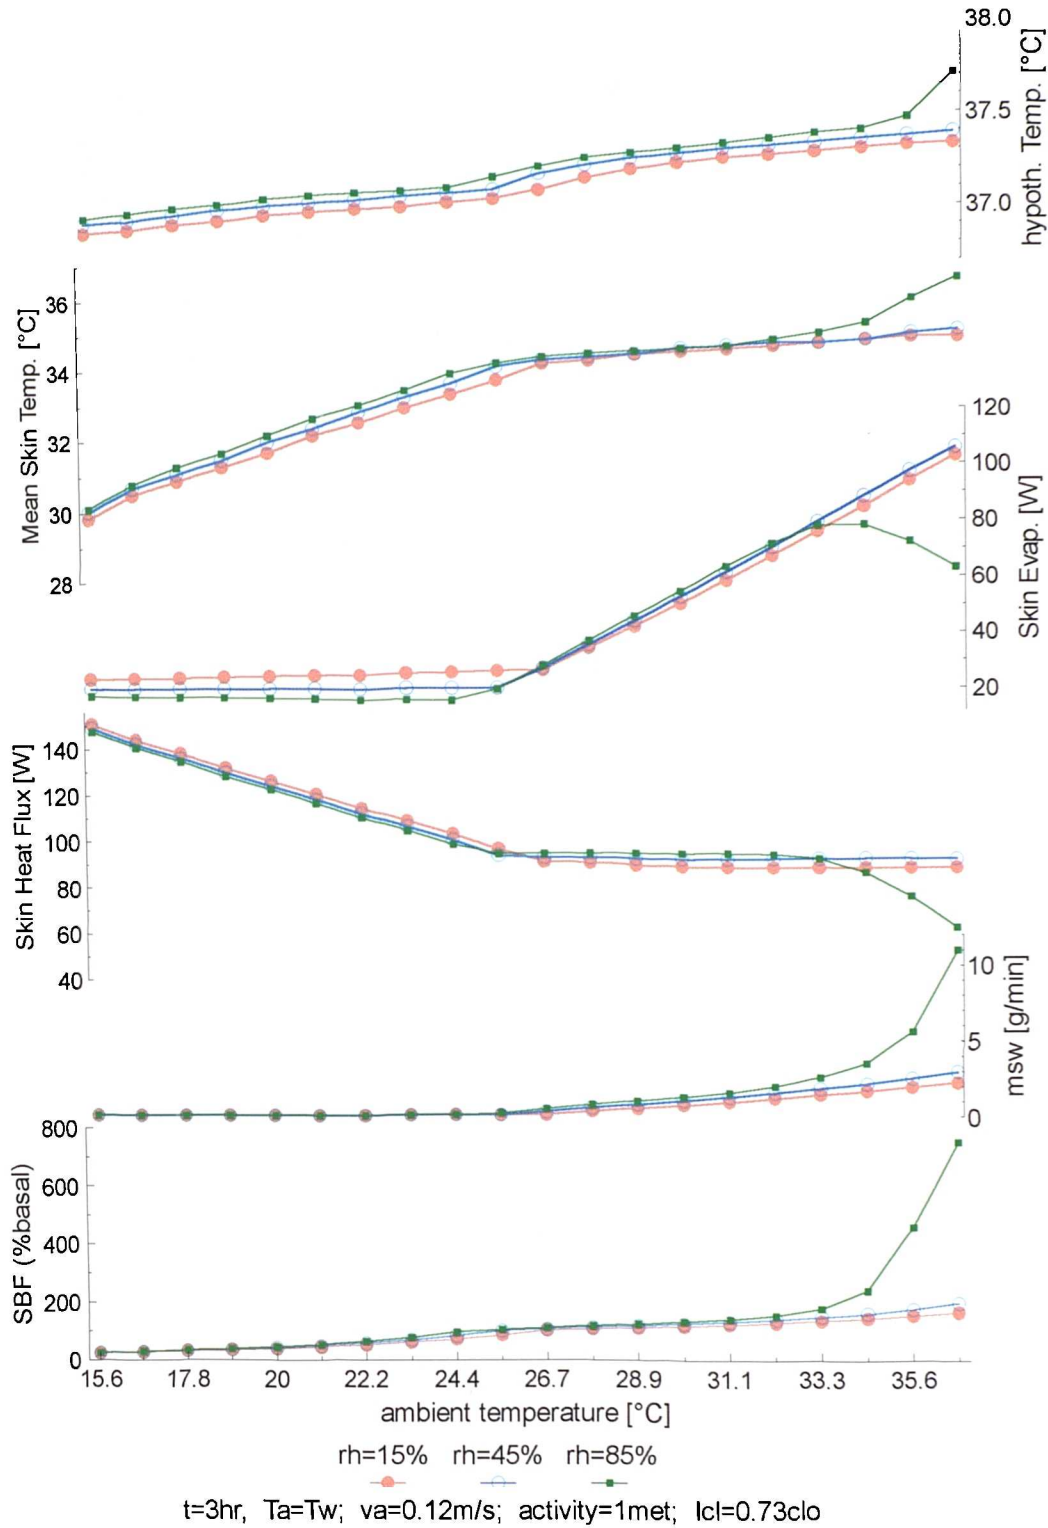 38.0
37.5
37.0
hypoth. Temp. [°C]
36
34
32
30
28
Mean Skin Temp. [°C]
120
100
80
60
40
20
Skin Evap. [W]
140
120
100
80
60
40
Skin Heat Flux [W]
10
5
0
msw [g/min]
800
600
400
200
0
SBF (%basal)
15.6 17.8 20 22.2 24.4 26.7 28.9 31.1 33.3 35.6
ambient temperature [°C]
rh=15% rh=45% rh=85%
t=3hr, Ta=Tw; va=0.12m/s; activity=1met; Icl=0.73clo